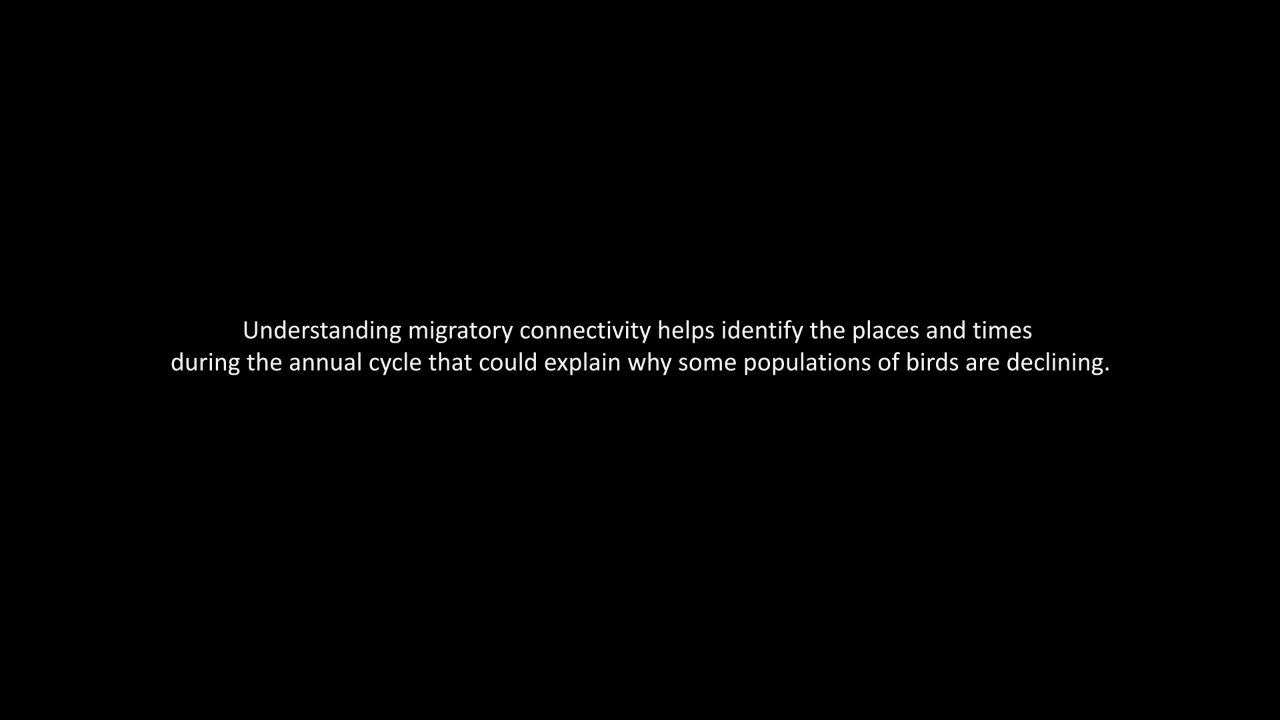 Understanding migratory connectivity helps identify the places and times
during the annual cycle that could explain why some populations of birds are declining.